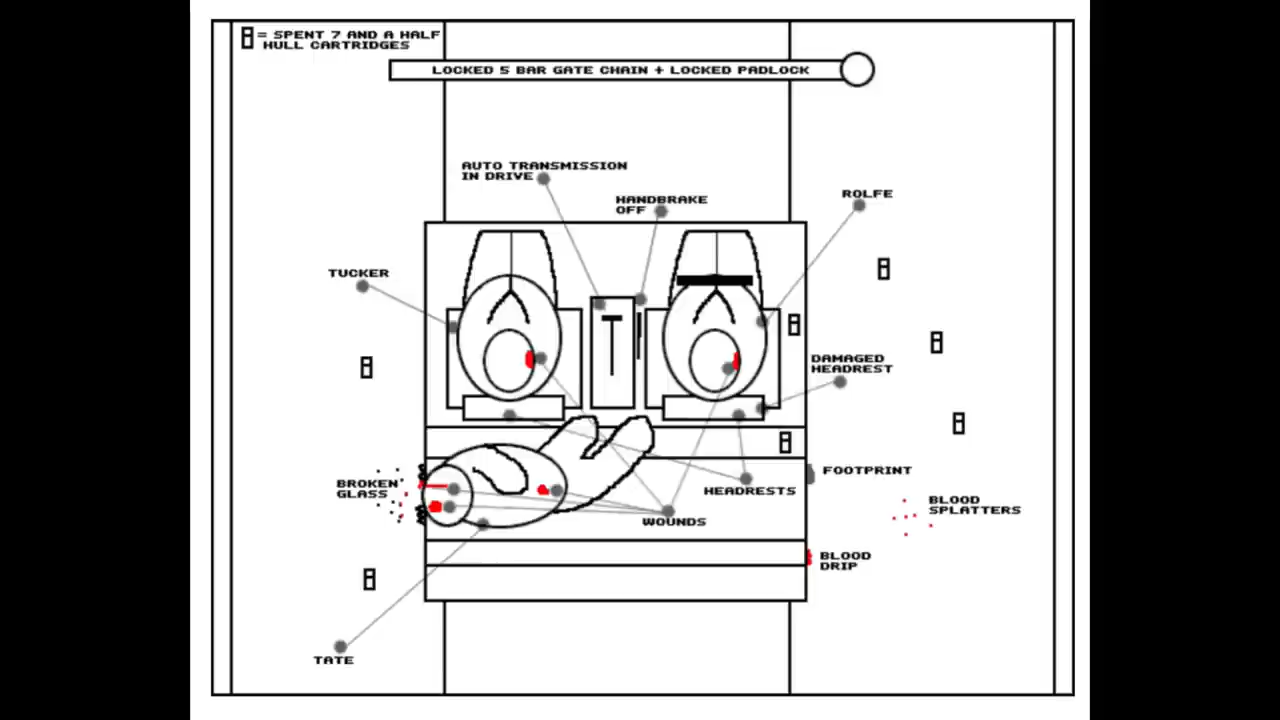 = SPENT 7 AND A HALF
HULL CARTRIDGES
LOCKED 5 BAR GATE CHAIN + LOCKED PADLOCK
AUTO TRANSMISSION
IN DRIVE
HANDBRAKE
OFF
ROLFE
TUCKER
DAMAGED
HEADREST
BROKEN
GLASS
FOOTPRINT
HEADRESTS
BLOOD
SPLATTERS
WOUNDS
BLOOD
DRIP
TATE